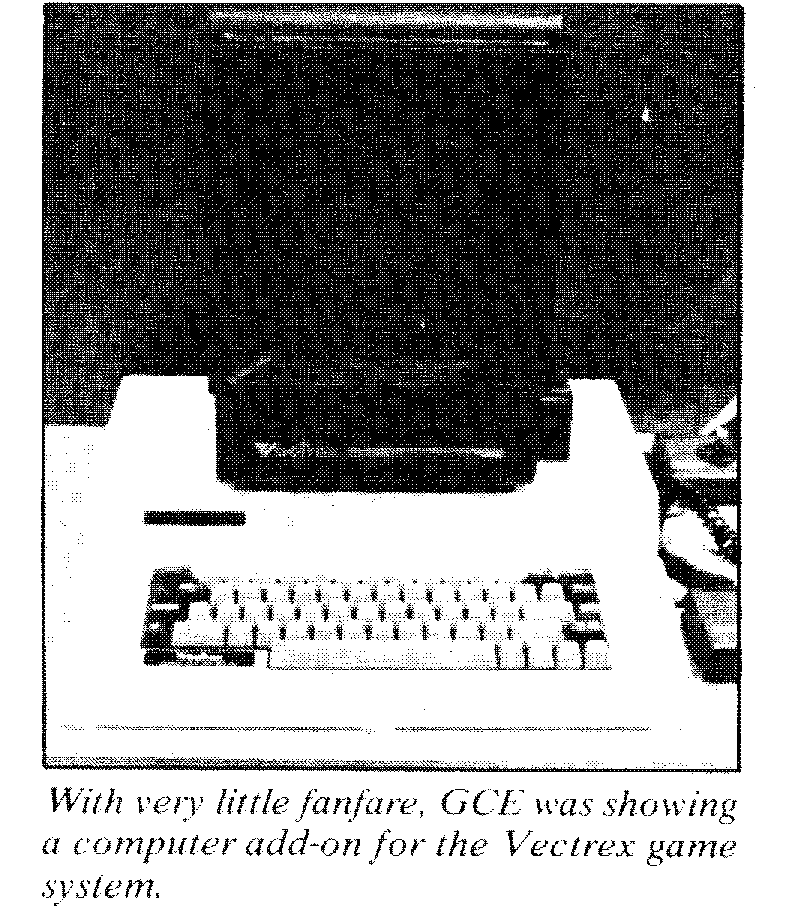 With very little fanfare, GCE was showing
a computer add-on for the Vectrex game
system.